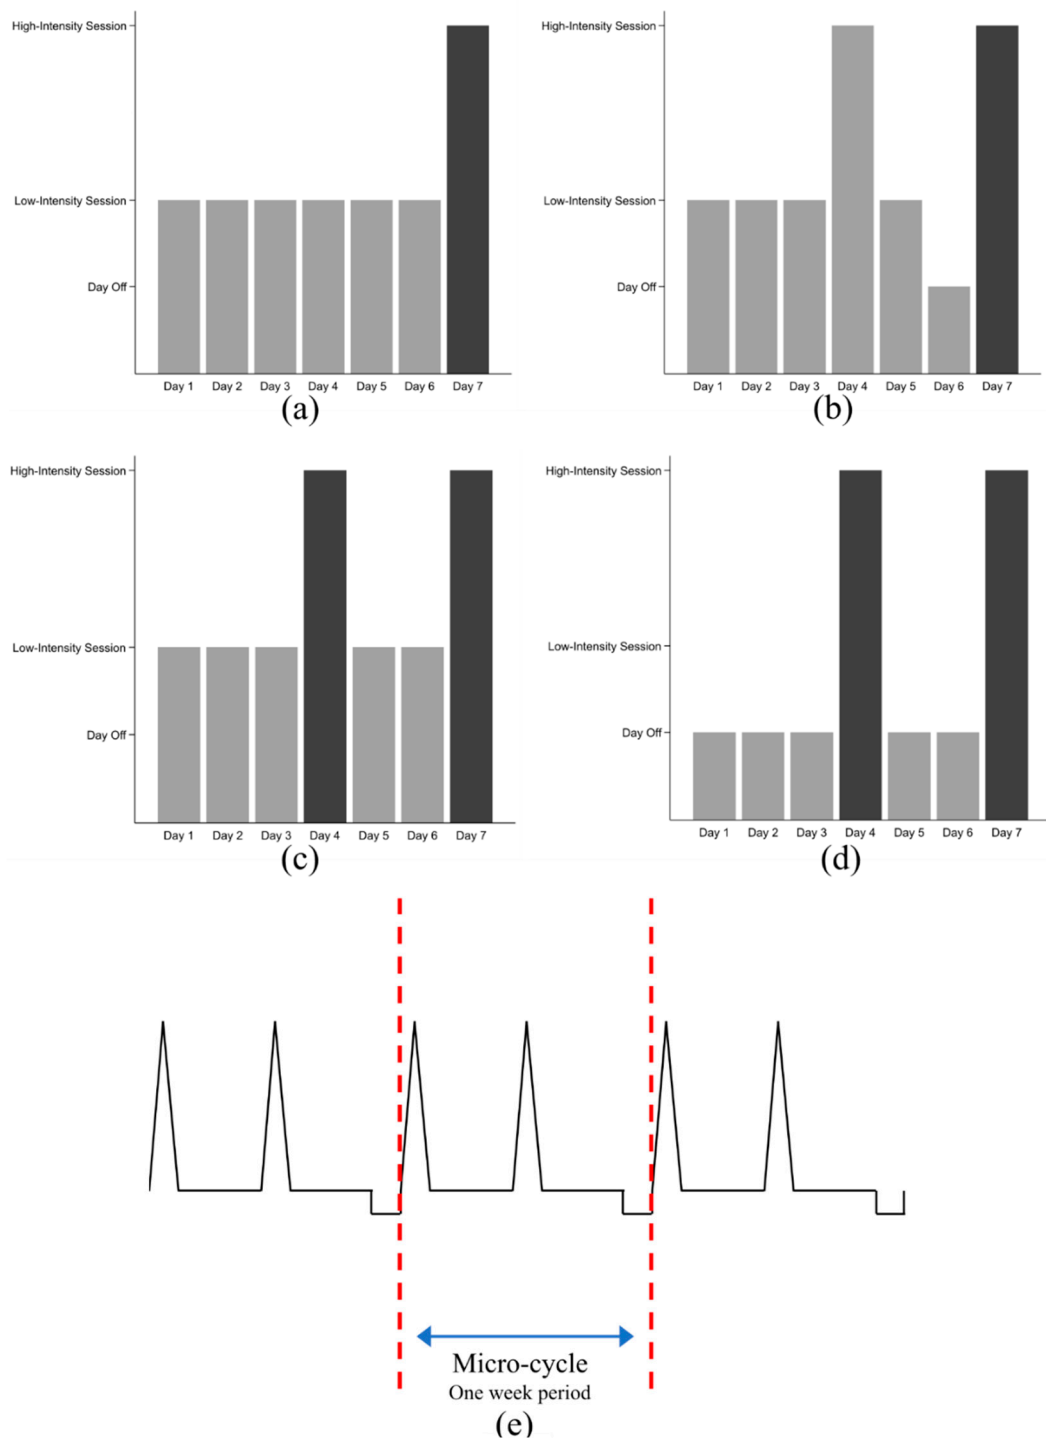 High-Intensity Session
Low-Intensity Session
Day Off
Day 1 Day 2 Day 3 Day 4 Day 5 Day 6 Day 7
(a)
High-Intensity Session
Low-Intensity Session
Day Off
Day 1 Day 2 Day 3 Day 4 Day 5 Day 6 Day 7
(b)
High-Intensity Session
Low-Intensity Session
Day Off
Day 1 Day 2 Day 3 Day 4 Day 5 Day 6 Day 7
(c)
High-Intensity Session
Low-Intensity Session
Day Off
Day 1 Day 2 Day 3 Day 4 Day 5 Day 6 Day 7
(d)
Micro-cycle
One week period
(e)